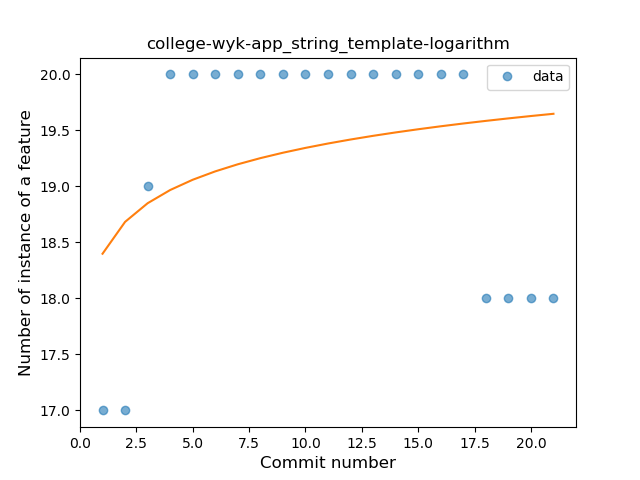 college-wyk-app_string_template-logarithm
data
20.0
19.5
19.0
18.5
18.0
17.5
17.0
Number of instance of a feature
0.0 2.5 5.0 7.5 10.0 12.5 15.0 17.5 20.0
Commit number